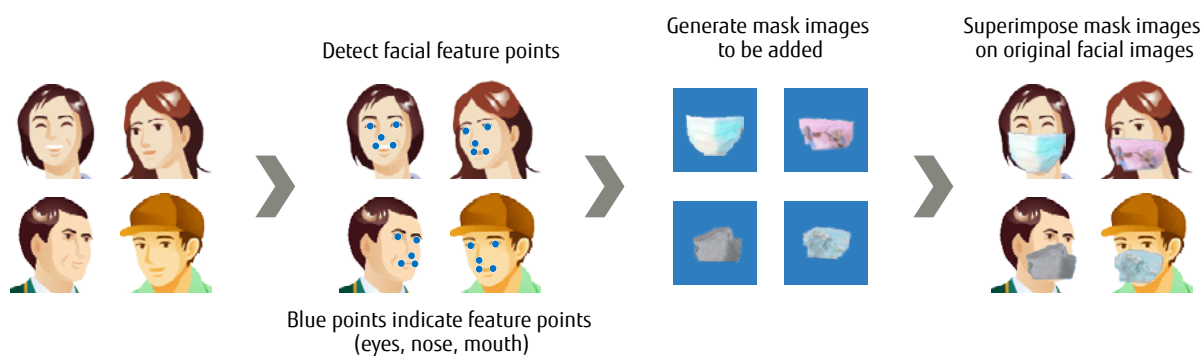 Detect facial feature points
Generate mask images
to be added
Superimpose mask images
on original facial images
Blue points indicate feature points
(eyes, nose, mouth)